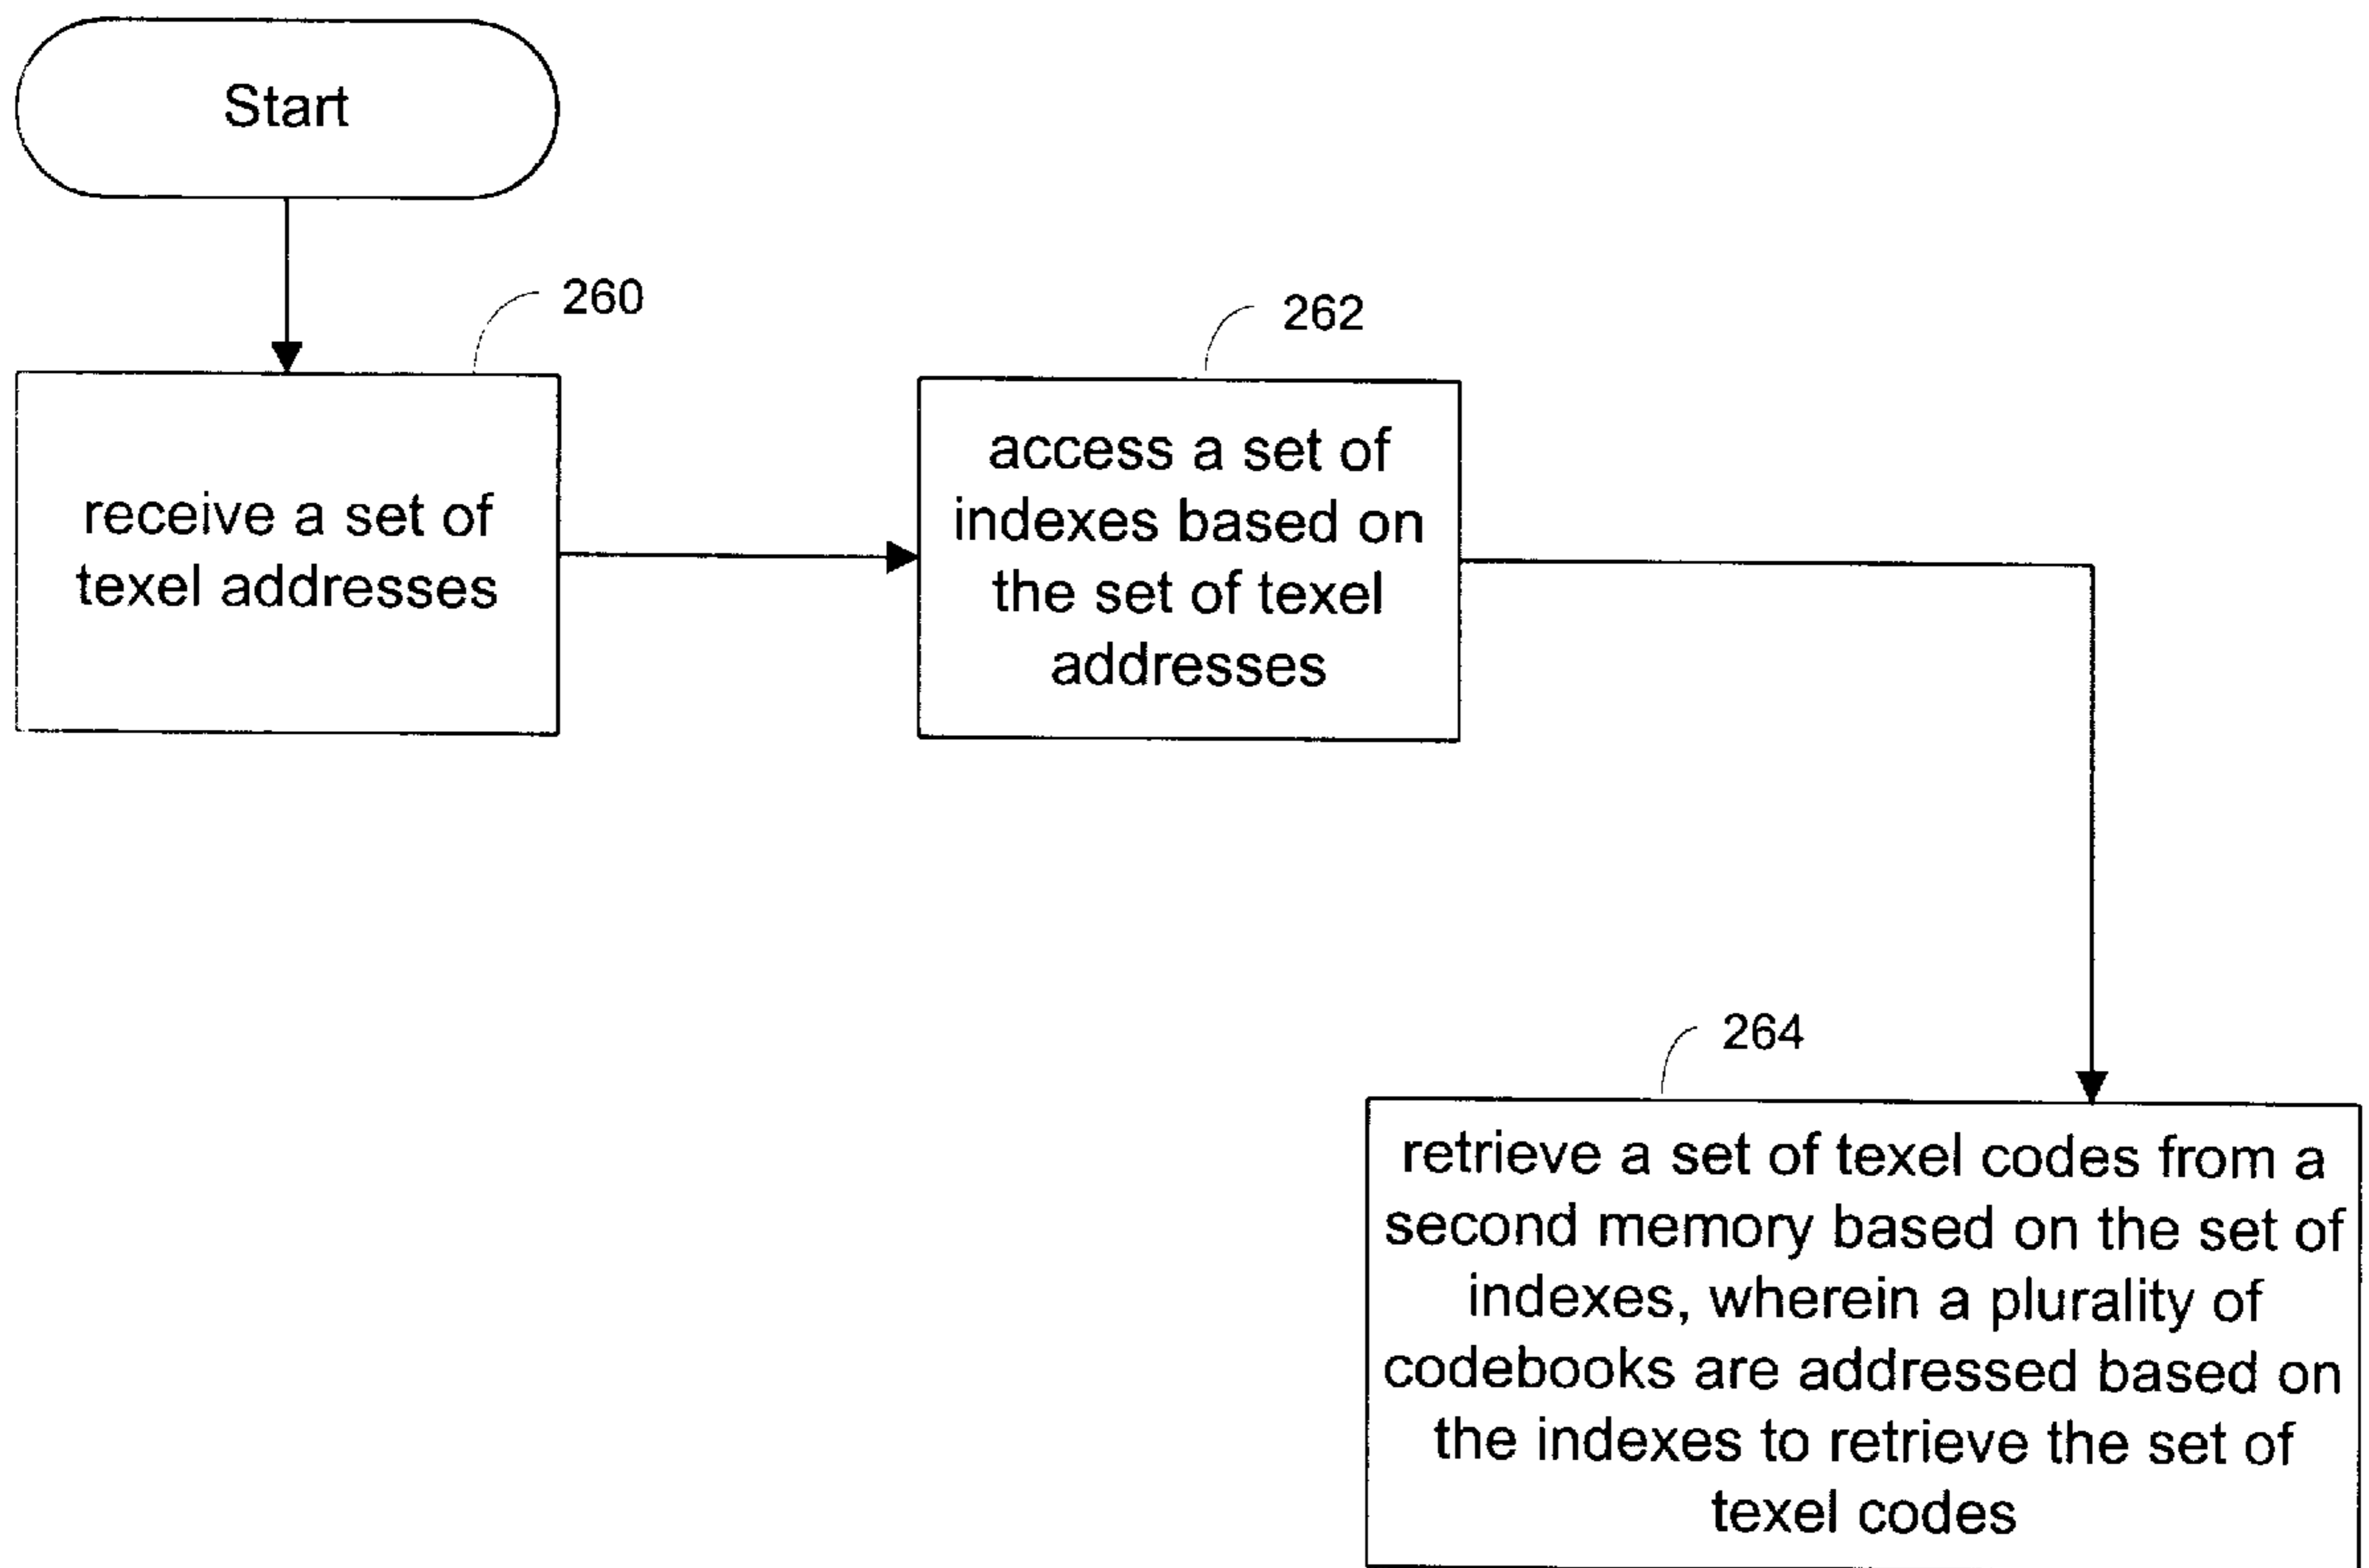 Start
260
receive a set of
texel addresses
262
access a set of
indexes based on
the set of texel
addresses
264
retrieve a set of texel codes from a
second memory based on the set of
indexes, wherein a plurality of
codebooks are addressed based on
the indexes to retrieve the set of
texel codes